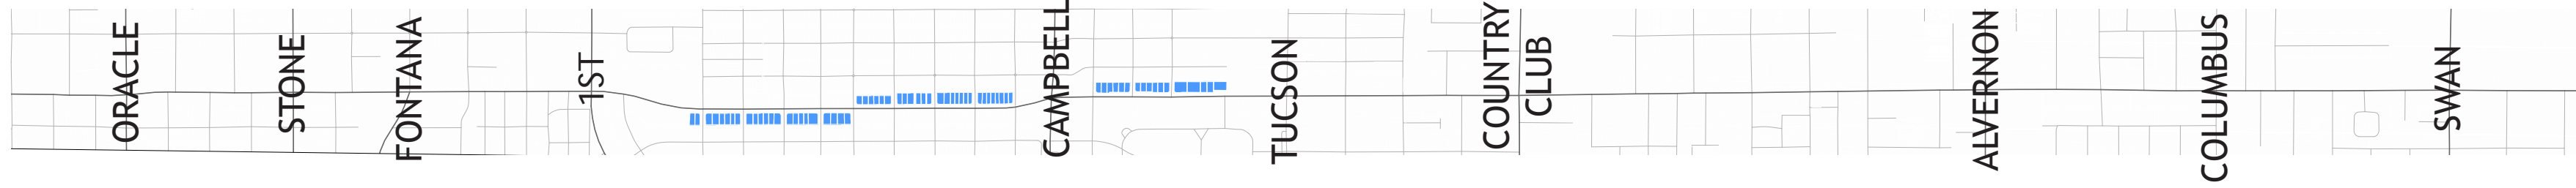 ORACLE
STONE
FONTANA
1ST
CAMPBELL
TUCSON
COUNTRY
CLUB
ALVERNON
COLUMBUS
SWAN